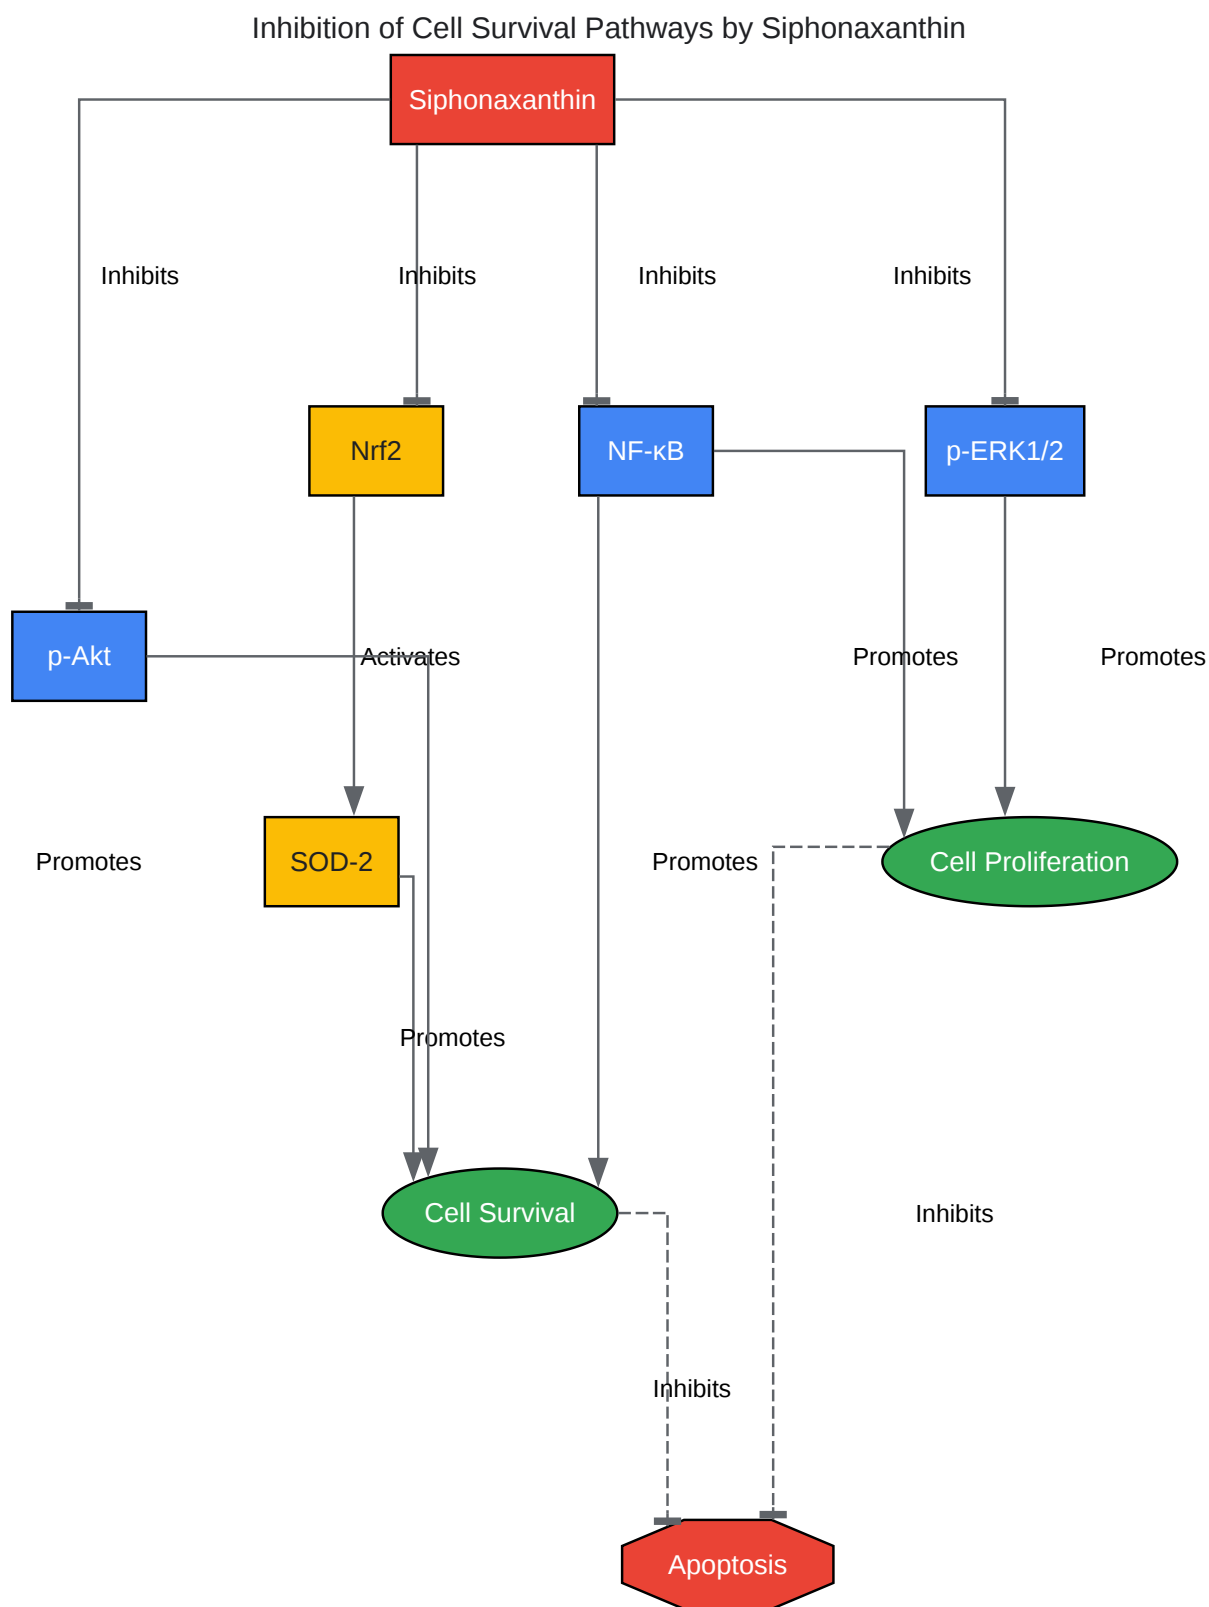 Inhibition of Cell Survival Pathways by Siphonaxanthin
Siphonaxanthin
Inhibits
Inhibits
Inhibits
Inhibits
Nrf2
NF-κB
p-ERK1/2
p-Akt
Activates
Promotes
Promotes
Promotes
SOD-2
Promotes
Cell Proliferation
Promotes
Cell Survival
Inhibits
Inhibits
Apoptosis